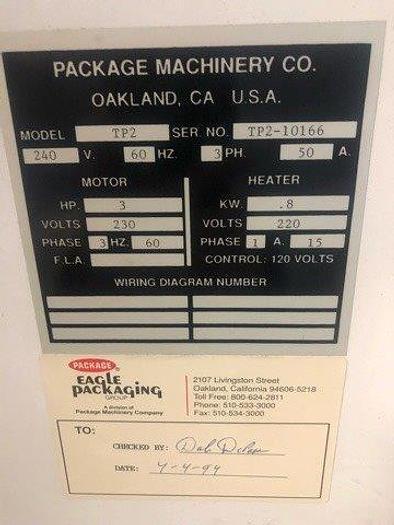 PACKAGE MACHINERY CO.
OAKLAND, CA U.S.A.
MODEL TP2 SER. NO. TP2-10166
240 V. 60 HZ. 3 PH. 50 A.
MOTOR
HP. 3
VOLTS 230
PHASE 3 HZ. 60
F.L.A.
HEATER
KW. .8
VOLTS 220
PHASE 1 A. 15
CONTROL: 120 VOLTS
WIRING DIAGRAM NUMBER
PACKAGE
EAGLE
PACKAGING
GROUP
A division of
Package Machinery Company
2107 Livingston Street
Oakland, California 94606-5218
Toll Free: 800-624-2811
Phone: 510-533-3000
Fax: 510-534-3000
TO:
CHECKED BY:
DATE: 4-4-94